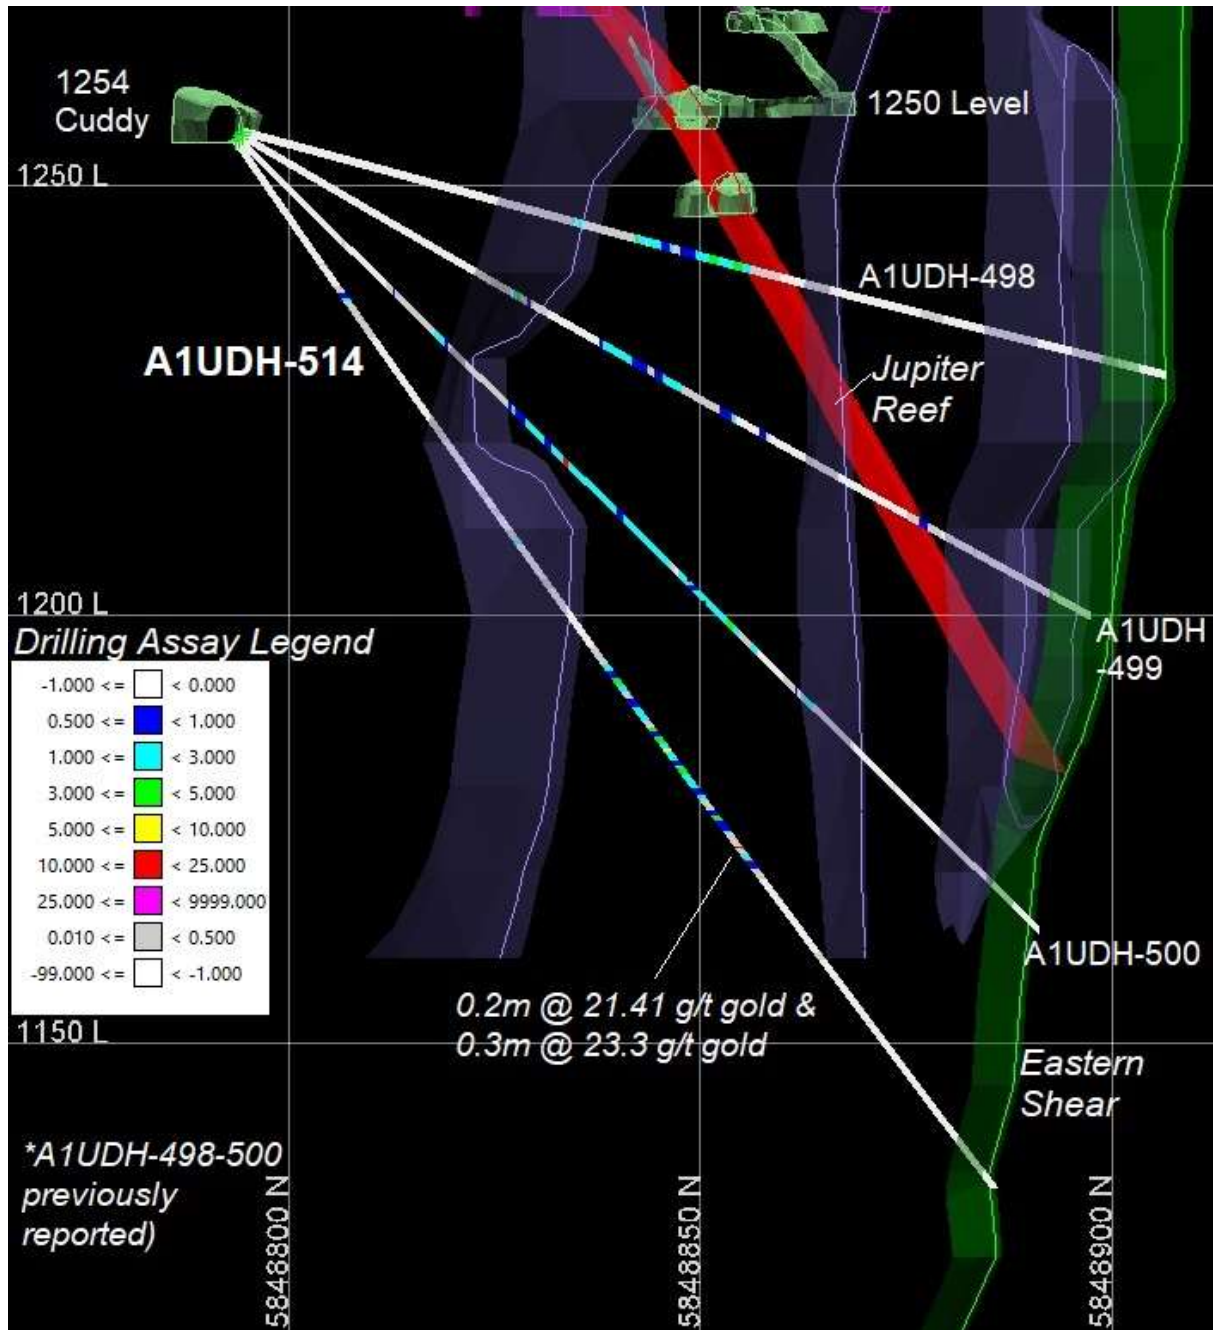 1254
Cuddy
1250 Level
1250 L
A1UDH-498
A1UDH-514
Jupiter
Reef
1200 L
A1UDH
-499
Drilling Assay Legend
-1.000 <= < 0.000
0.500 <= < 1.000
1.000 <= < 3.000
3.000 <= < 5.000
5.000 <= < 10.000
10.000 <= < 25.000
25.000 <= < 9999.000
0.010 <= < 0.500
-99.000 <= < -1.000
A1UDH-500
0.2m @ 21.41 g/t gold &
0.3m @ 23.3 g/t gold
1150 L
Eastern
Shear
*A1UDH-498-500
previously
reported)
5848800 N
5848850 N
5848900 N